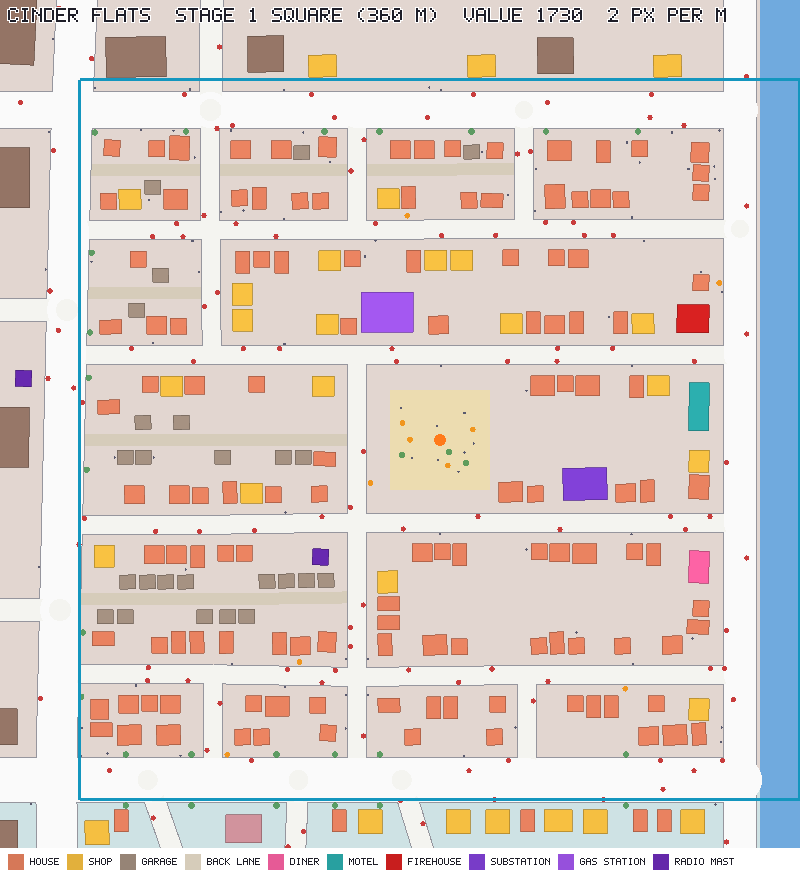 CINDER FLATS STAGE 1 SQUARE (360 M) VALUE 1730 2 PX PER M
HOUSE SHOP GARAGE BACK LANE DINER MOTEL FIREHOUSE SUBSTATION GAS STATION RADIO MAST